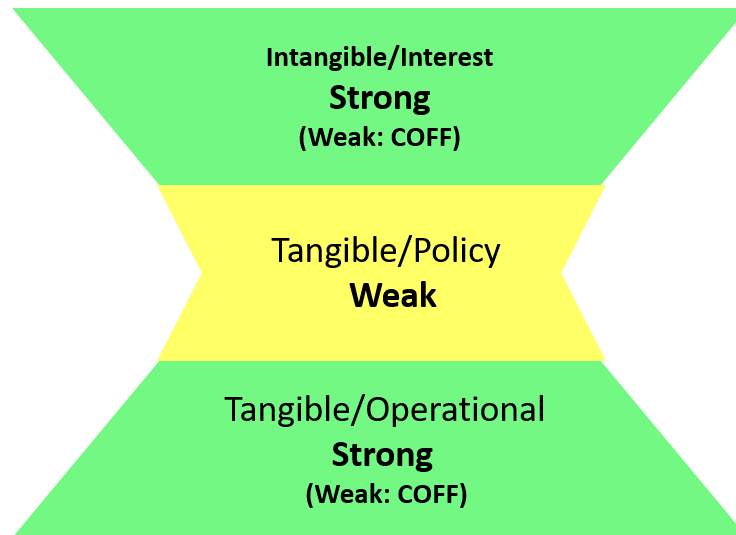 Intangible/Interest
Strong
(Weak: COFF)
Tangible/Policy
Weak
Tangible/Operational
Strong
(Weak: COFF)